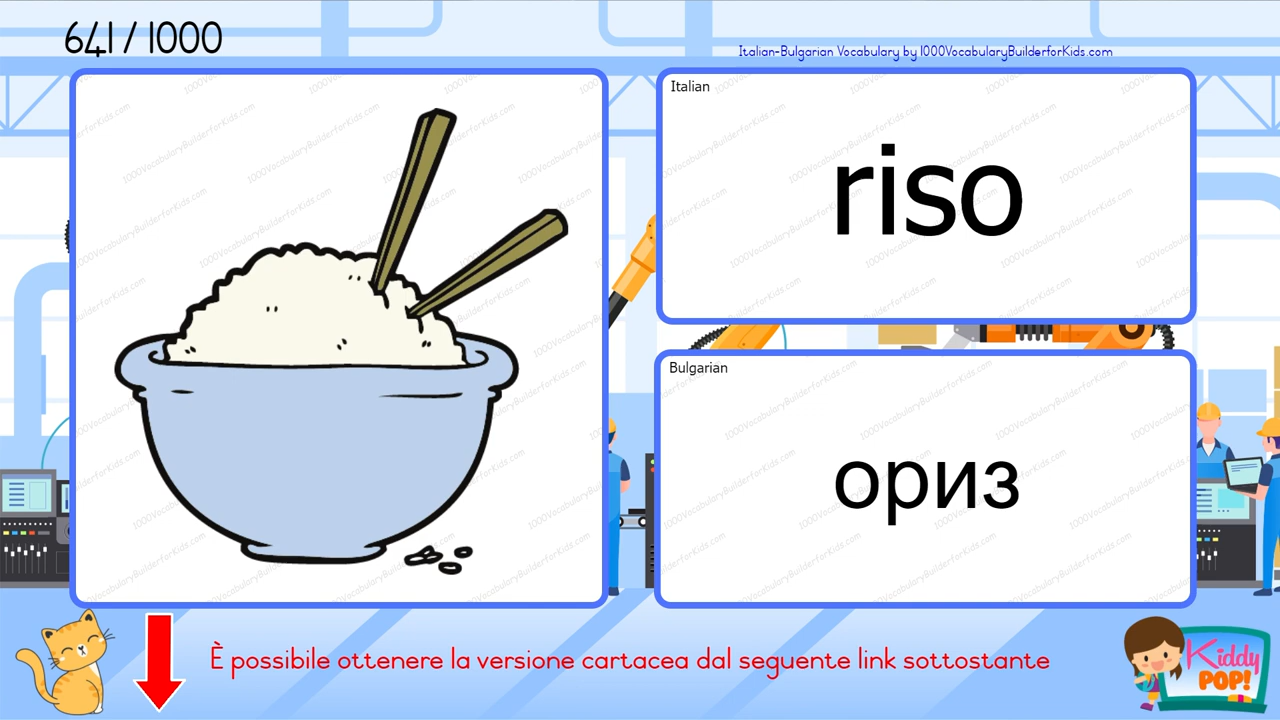 641 / 1000
Italian-Bulgarian Vocabulary by 1000VocabularyBuilderforKids.com
Italian
riso
Bulgarian
ориз
È possibile ottenere la versione cartacea dal seguente link sottostante
Kiddy
POP!